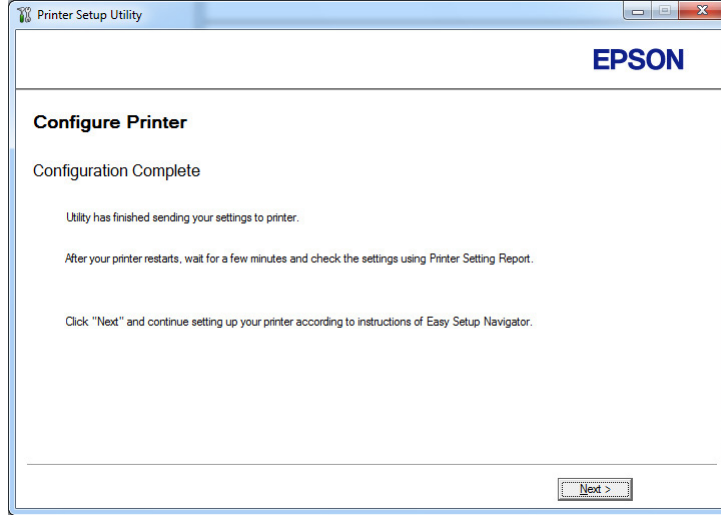 Printer Setup Utility
EPSON
Configure Printer
Configuration Complete
Utility has finished sending your settings to printer.
After your printer restarts, wait for a few minutes and check the settings using Printer Setting Report.
Click "Next" and continue setting up your printer according to instructions of Easy Setup Navigator.
Next >